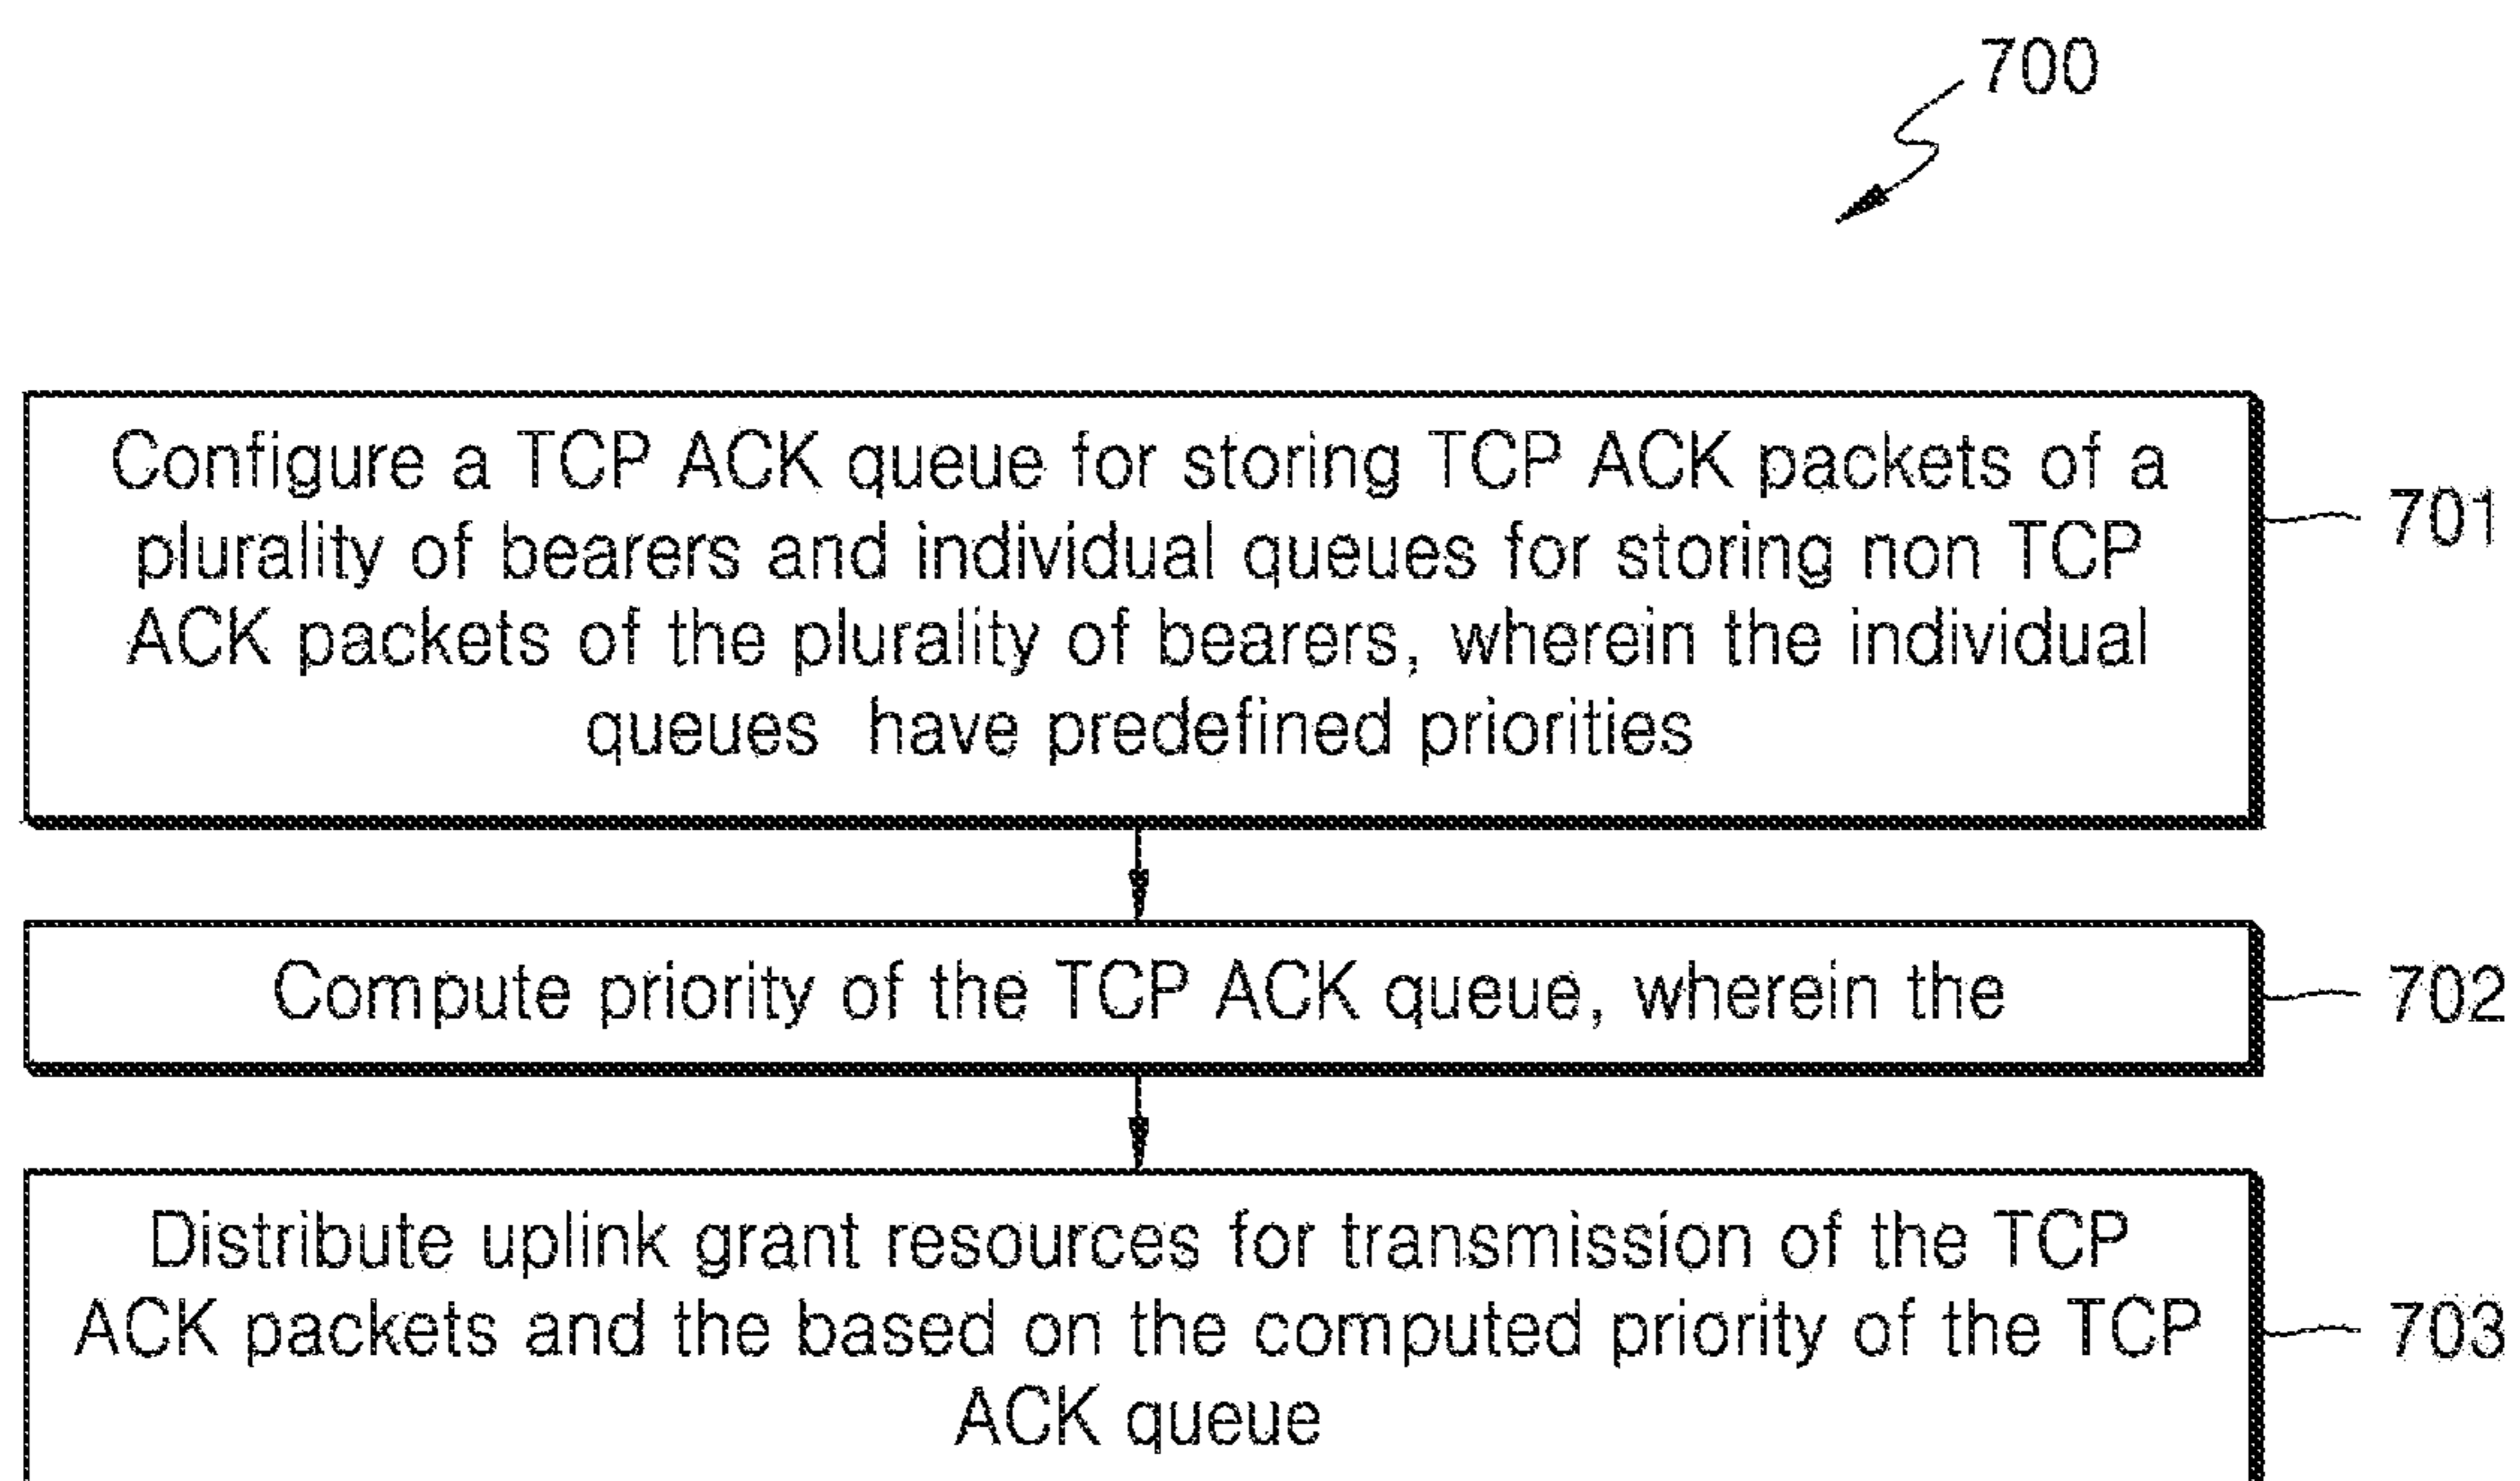 700
Configure a TCP ACK queue for storing TCP ACK packets of a
plurality of bearers and individual queues for storing non TCP
ACK packets of the plurality of bearers, wherein the individual
queues have predefined priorities
701
Compute priority of the TCP ACK queue, wherein the
702
Distribute uplink grant resources for transmission of the TCP
ACK packets and the based on the computed priority of the TCP
ACK queue
703